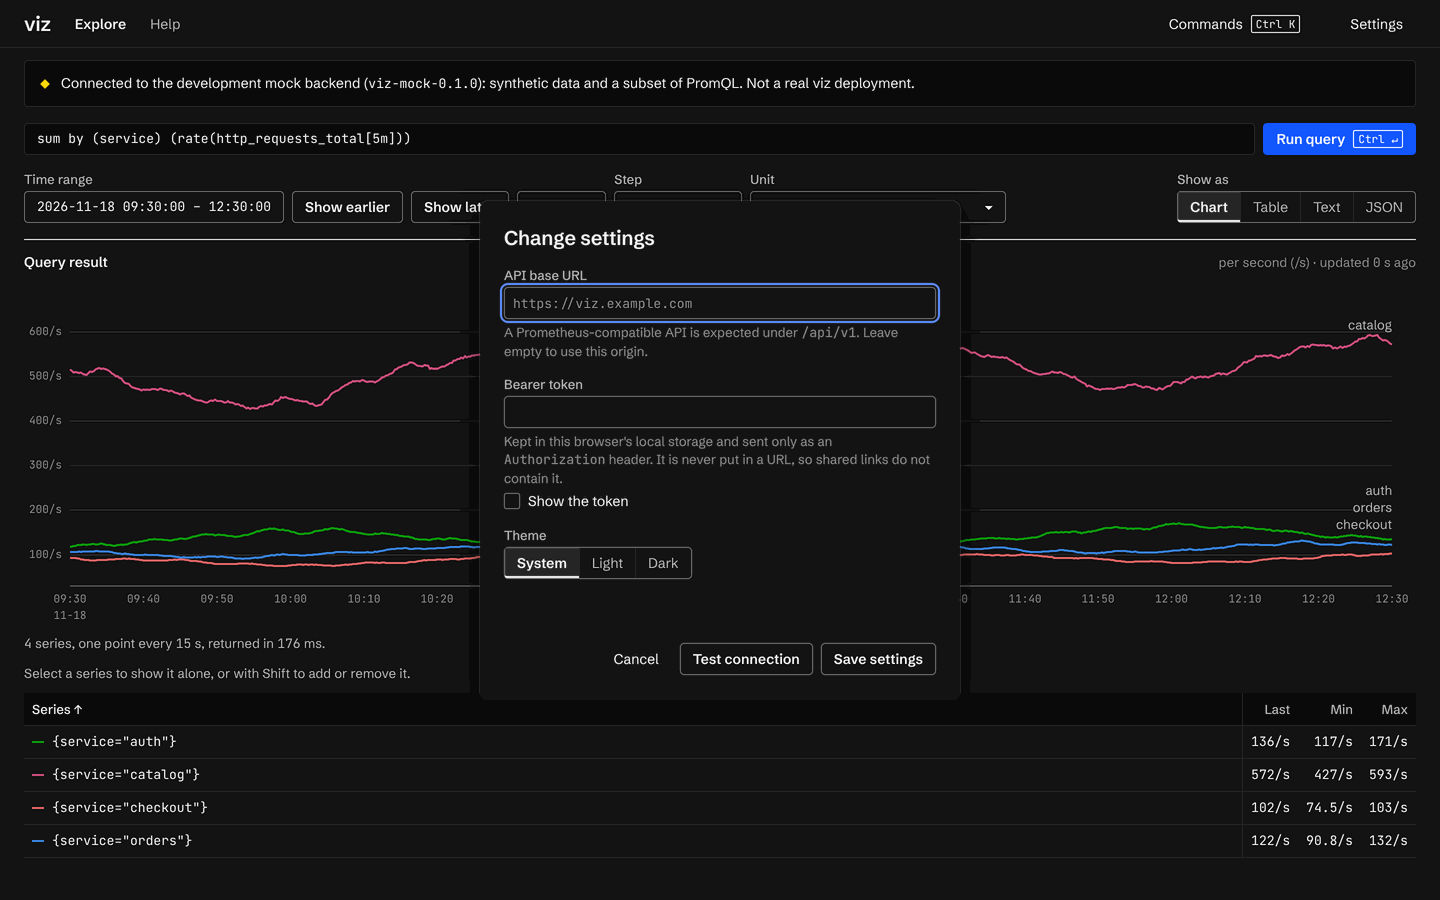 viz Explore Help Commands Ctrl K Settings
Connected to the development mock backend (viz-mock-0.1.0): synthetic data and a subset of PromQL. Not a real viz deployment.
sum by (service) (rate(http_requests_total[5m])) Run query Ctrl ↵
Time range Step Unit Show as
2026-11-18 09:30:00 – 12:30:00 Show earlier Show Chart Table Text JSON
Query result per second (/s) · updated 0 s ago
Change settings
API base URL
https://viz.example.com
A Prometheus-compatible API is expected under /api/v1. Leave
empty to use this origin.
Bearer token
Kept in this browser's local storage and sent only as an
Authorization header. It is never put in a URL, so shared links do not
contain it.
Show the token
Theme
System Light Dark
Cancel Test connection Save settings
600/s
500/s
400/s
300/s
200/s
100/s
catalog
auth
orders
checkout
09:30 09:40 09:50 10:00 10:10 10:20 11:40 11:50 12:00 12:10 12:20 12:30
11-18
4 series, one point every 15 s, returned in 176 ms.
Select a series to show it alone, or with Shift to add or remove it.
Series ↑ Last Min Max
{service="auth"} 136/s 117/s 171/s
{service="catalog"} 572/s 427/s 593/s
{service="checkout"} 102/s 74.5/s 103/s
{service="orders"} 122/s 90.8/s 132/s